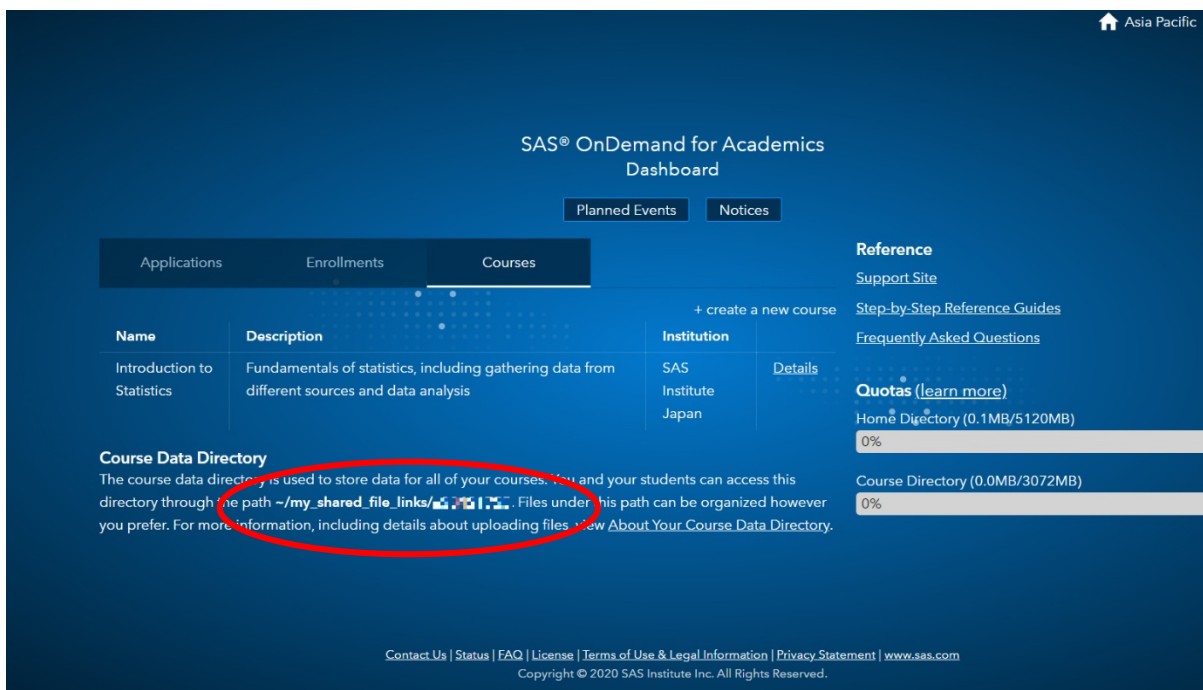 Asia Pacific
SAS® OnDemand for Academics
Dashboard
Planned Events Notices
Applications Enrollments Courses
+ create a new course
Name Description Institution
Introduction to Statistics
Fundamentals of statistics, including gathering data from
different sources and data analysis
SAS
Institute
Japan
Details
Course Data Directory
The course data directory is used to store data for all of your courses. You and your students can access this
directory through the path ~/my_shared_file_links/ . Files under this path can be organized however
you prefer. For more information, including details about uploading files, view About Your Course Data Directory.
Reference
Support Site
Step-by-Step Reference Guides
Frequently Asked Questions
Quotas (learn more)
Home Directory (0.1MB/5120MB)
0%
Course Directory (0.0MB/3072MB)
0%
Contact Us | Status | FAQ | License | Terms of Use & Legal Information | Privacy Statement | www.sas.com
Copyright © 2020 SAS Institute Inc. All Rights Reserved.